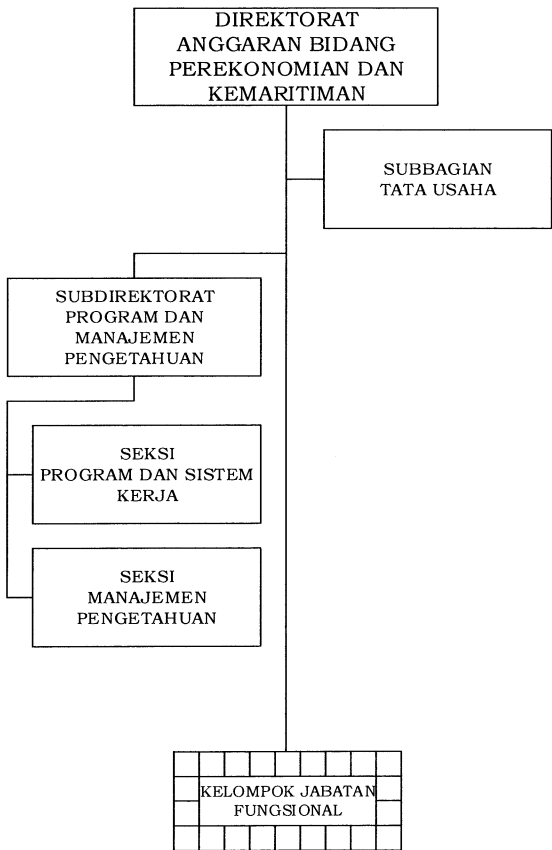 DIREKTORAT
ANGGARAN BIDANG
PEREKONOMIAN DAN
KEMARITIMAN
SUBBAGIAN
TATA USAHA
SUBDIREKTORAT
PROGRAM DAN
MANAJEMEN
PENGETAHUAN
SEKSI
PROGRAM DAN SISTEM
KERJA
SEKSI
MANAJEMEN
PENGETAHUAN
KELOMPOK JABATAN
FUNGSIONAL